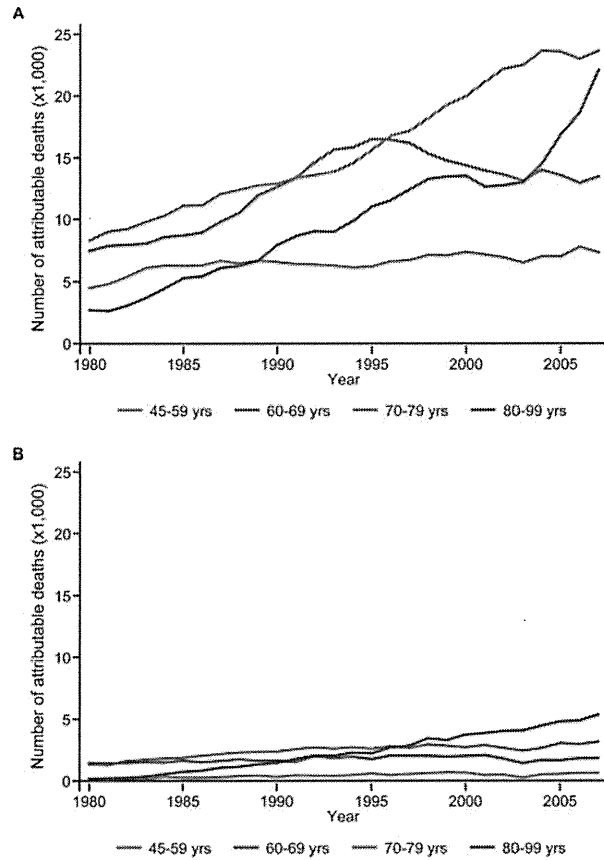 A
Number of attributable deaths (x1,000)
25
20
15
10
5
0
1980 1985 1990 1995 2000 2005
Year
45-59 yrs 60-69 yrs 70-79 yrs 80-99 yrs
B
Number of attributable deaths (x1,000)
25
20
15
10
5
0
1980 1985 1990 1995 2000 2005
Year
45-59 yrs 60-69 yrs 70-79 yrs 80-99 yrs